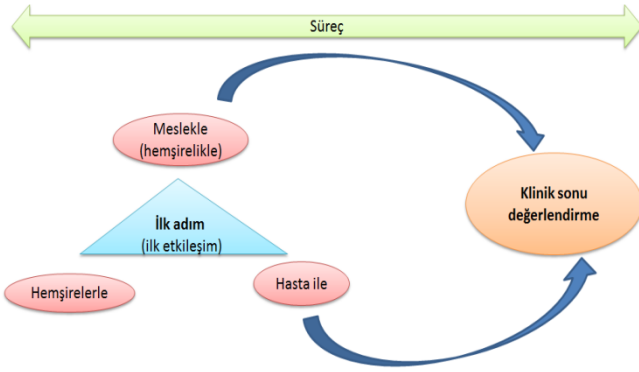 Süreç
Meslekle
(hemşirelikle)
İlk adım
(ilk etkileşim)
Hemşirelerle
Hasta ile
Klinik sonu
değerlendirme